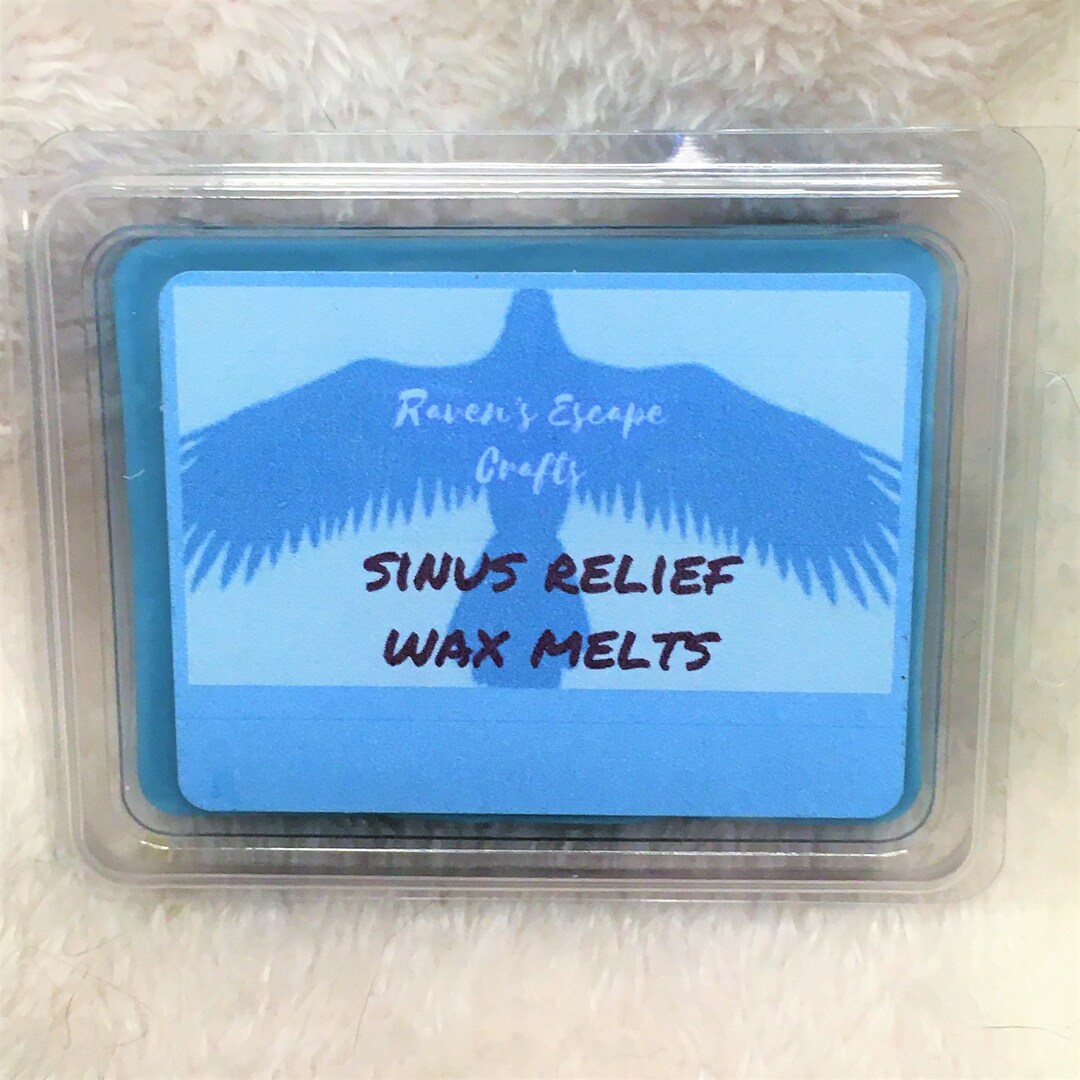 Raven's Escape
Crafts
SINUS RELIEF
WAX MELTS